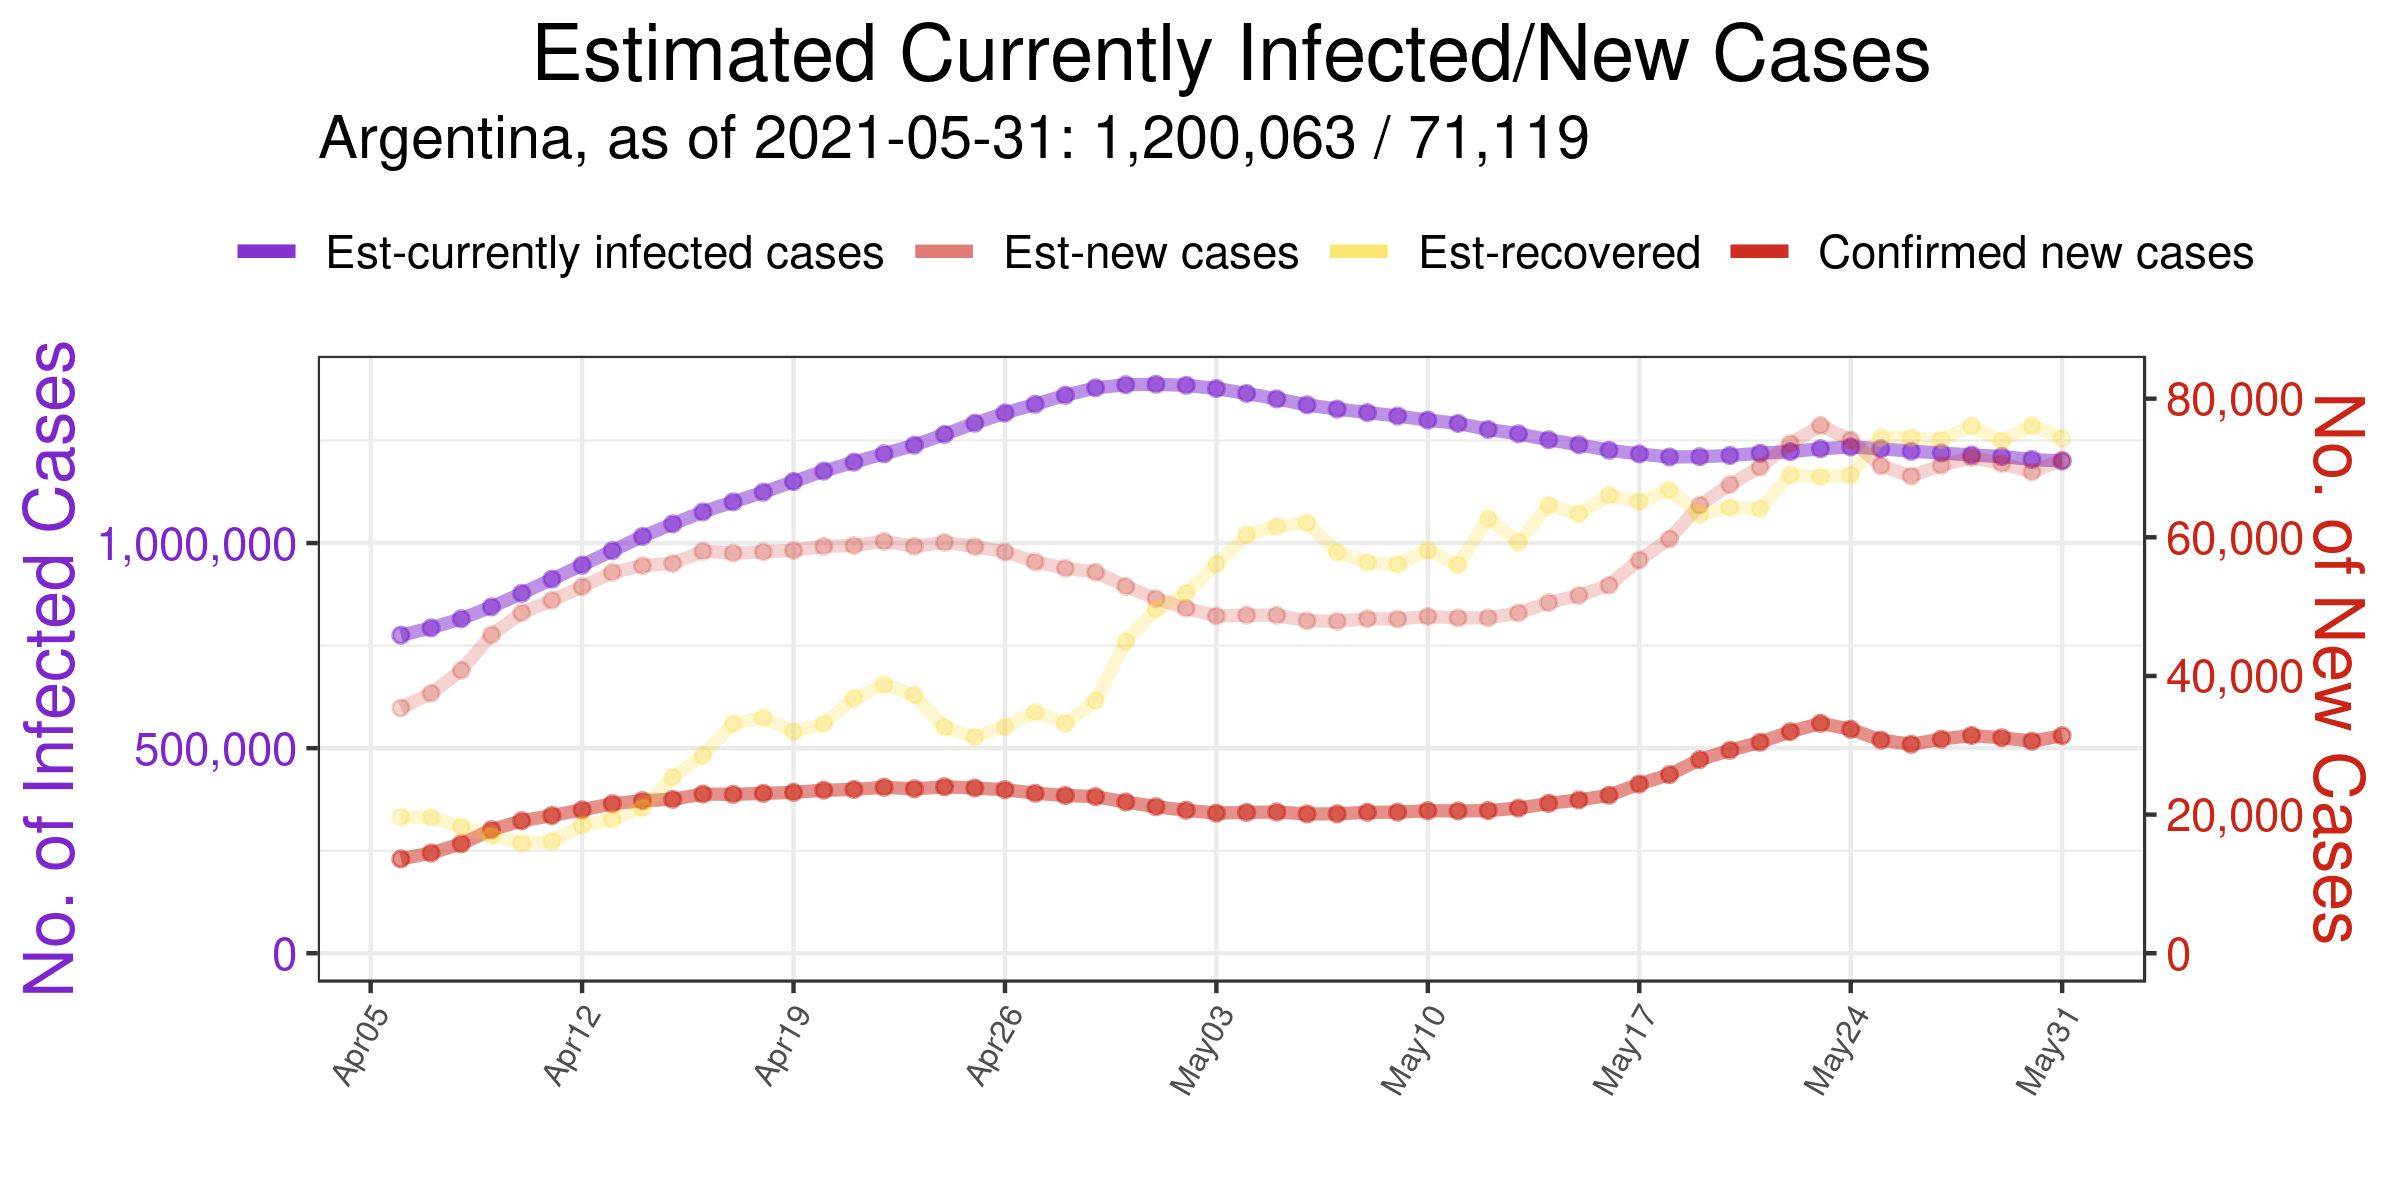 Estimated Currently Infected/New Cases
Argentina, as of 2021-05-31: 1,200,063 / 71,119
Est-currently infected cases Est-new cases Est-recovered Confirmed new cases
No. of Infected Cases
1,000,000
500,000
0
80,000
60,000
40,000
20,000
0
No. of New Cases
Apr05 Apr12 Apr19 Apr26 May03 May10 May17 May24 May31